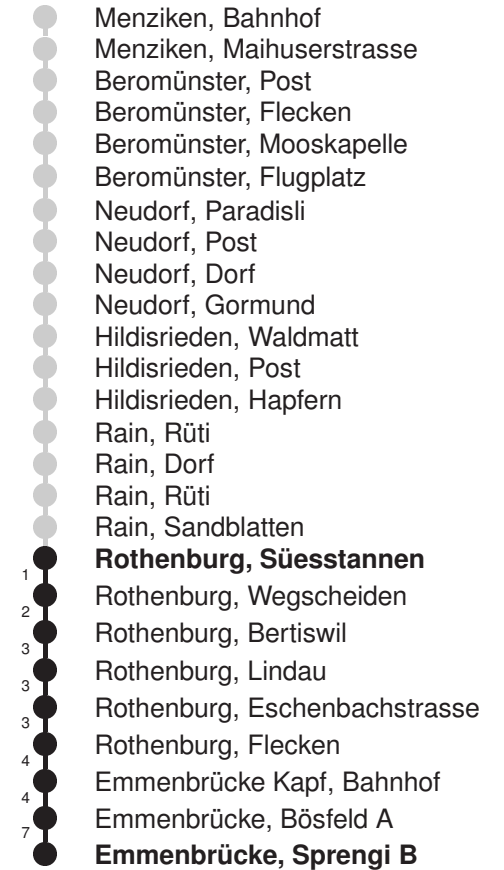 Menziken, Bahnhof
Menziken, Maihuserstrasse
Beromünster, Post
Beromünster, Flecken
Beromünster, Mooskapelle
Beromünster, Flugplatz
Neudorf, Paradisli
Neudorf, Post
Neudorf, Dorf
Neudorf, Gormund
Hildisrieden, Waldmatt
Hildisrieden, Post
Hildisrieden, Hapfern
Rain, Rüti
Rain, Dorf
Rain, Rüti
Rain, Sandblatten
Rothenburg, Süesstannen
1
Rothenburg, Wegscheiden
2
Rothenburg, Bertiswil
3
Rothenburg, Lindau
3
Rothenburg, Eschenbachstrasse
3
Rothenburg, Flecken
4
Emmenbrücke Kapf, Bahnhof
4
Emmenbrücke, Bösfeld A
7
Emmenbrücke, Sprengi B